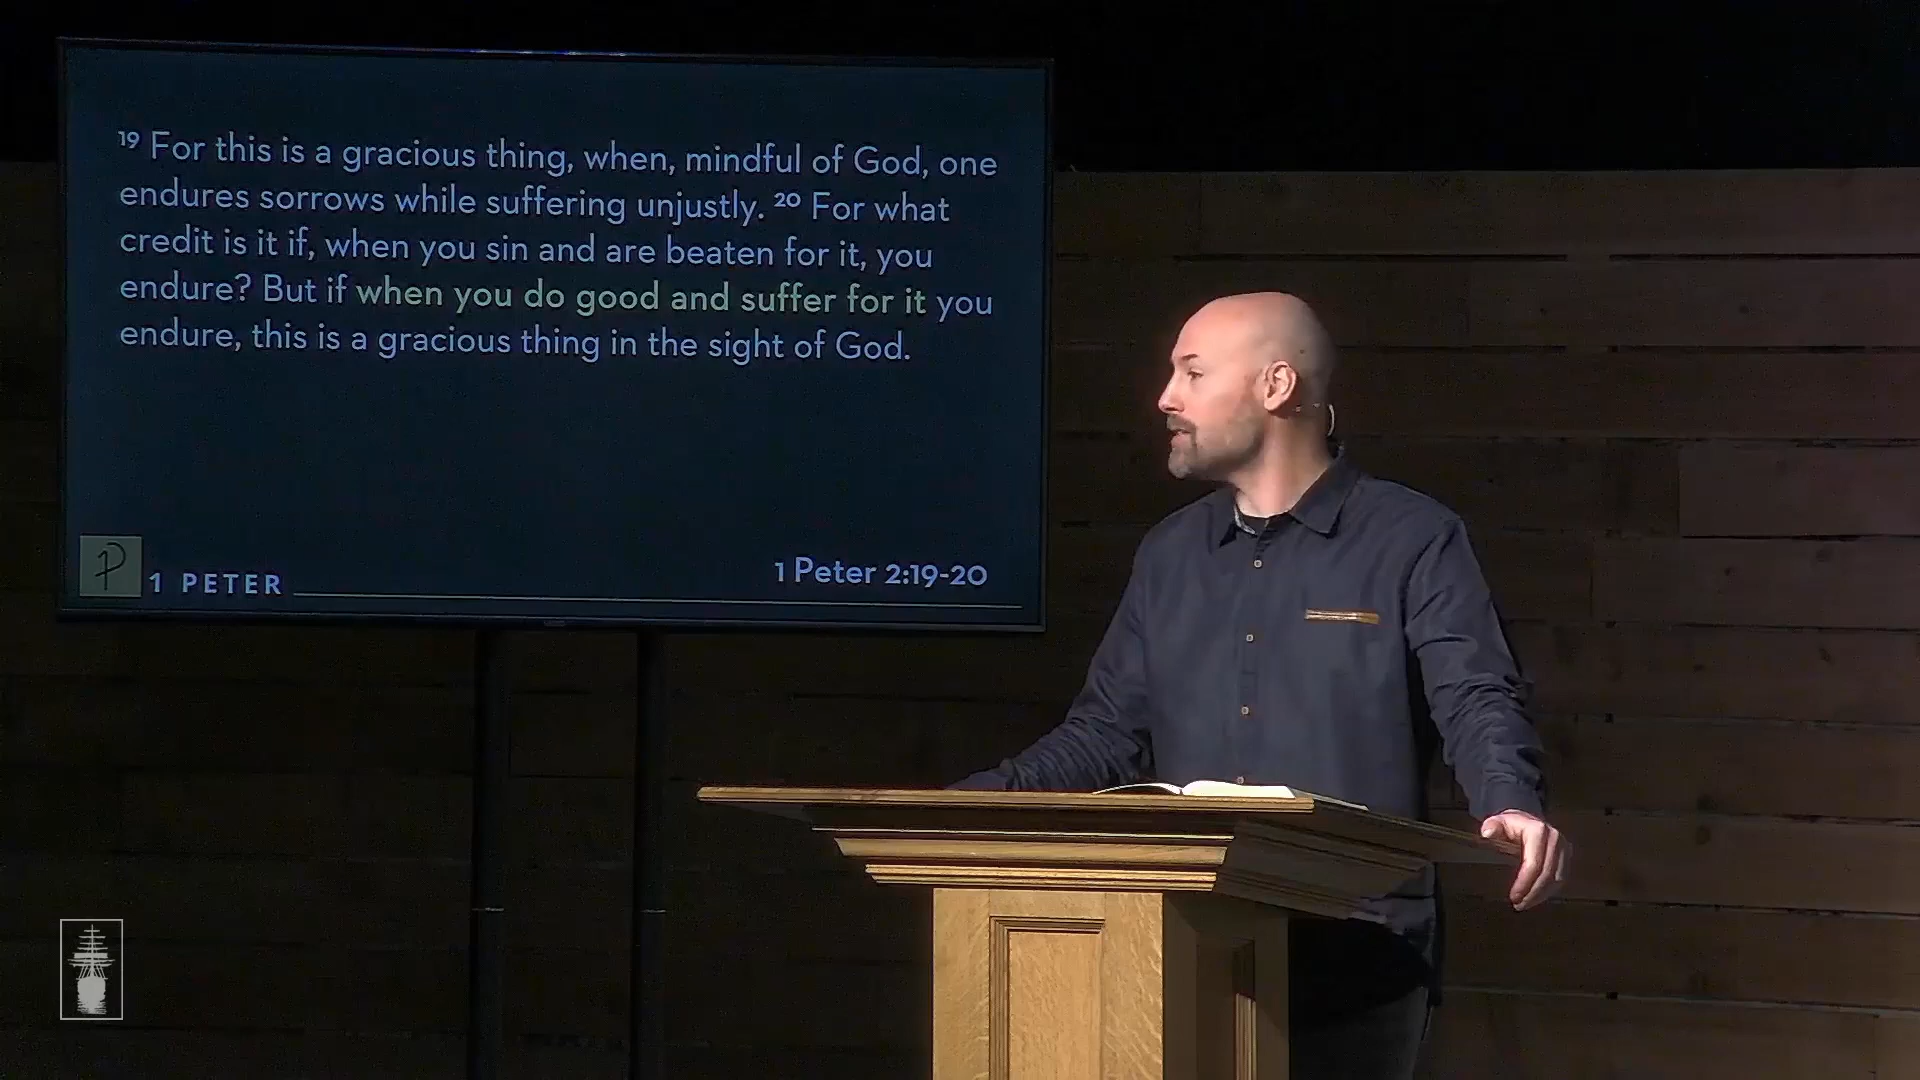 ¹⁹ For this is a gracious thing, when, mindful of God, one
endures sorrows while suffering unjustly. ²⁰ For what
credit is it if, when you sin and are beaten for it, you
endure? But if when you do good and suffer for it you
endure, this is a gracious thing in the sight of God.
1 PETER
1 Peter 2:19-20